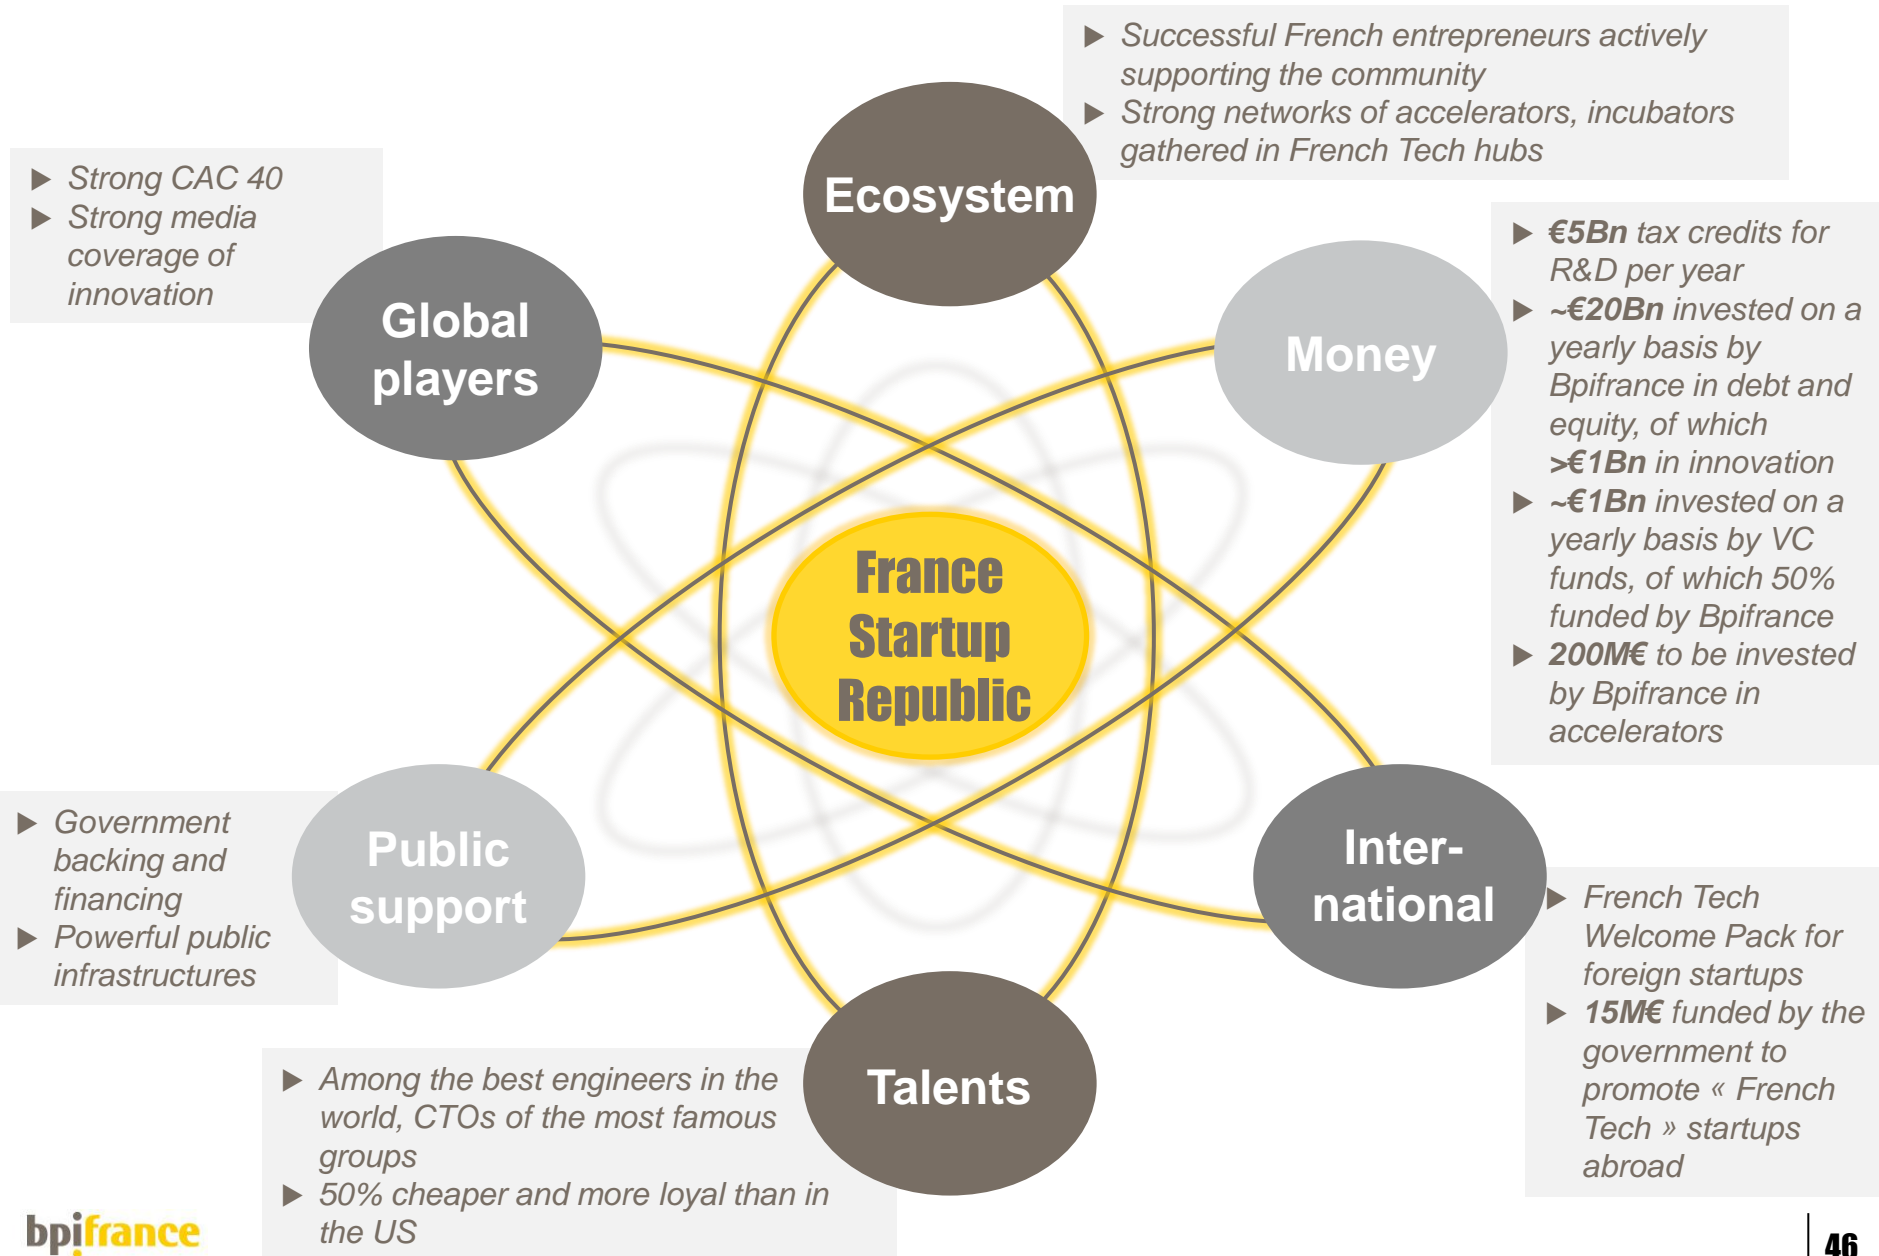 ▶ Successful French entrepreneurs actively
supporting the community
▶ Strong networks of accelerators, incubators
gathered in French Tech hubs
Ecosystem
▶ Strong CAC 40
▶ Strong media
coverage of
innovation
Global
players
Money
▶ €5Bn tax credits for
R&D per year
▶ ~€20Bn invested on a
yearly basis by
Bpifrance in debt and
equity, of which
>€1Bn in innovation
▶ ~€1Bn invested on a
yearly basis by VC
funds, of which 50%
funded by Bpifrance
▶ 200M€ to be invested
by Bpifrance in
accelerators
France
Startup
Republic
▶ Government
backing and
financing
▶ Powerful public
infrastructures
Public
support
Inter-
national
▶ French Tech
Welcome Pack for
foreign startups
▶ 15M€ funded by the
government to
promote « French
Tech » startups
abroad
Talents
▶ Among the best engineers in the
world, CTOs of the most famous
groups
▶ 50% cheaper and more loyal than in
the US
bpifrance
46